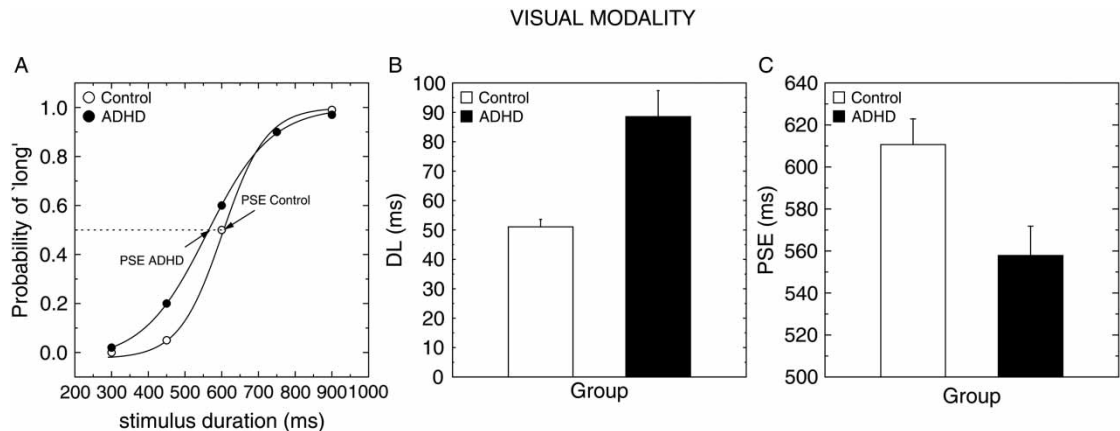 VISUAL MODALITY
A
Control
ADHD
Probability of `long'
1.0
0.8
0.6
0.4
0.2
0.0
PSE Control
PSE ADHD
200 300 400 500 600 700 800 900 1000
stimulus duration (ms)
B
Control
ADHD
DL (ms)
100
90
80
70
60
50
40
30
20
10
0
Group
C
Control
ADHD
PSE (ms)
640
620
600
580
560
540
520
500
Group